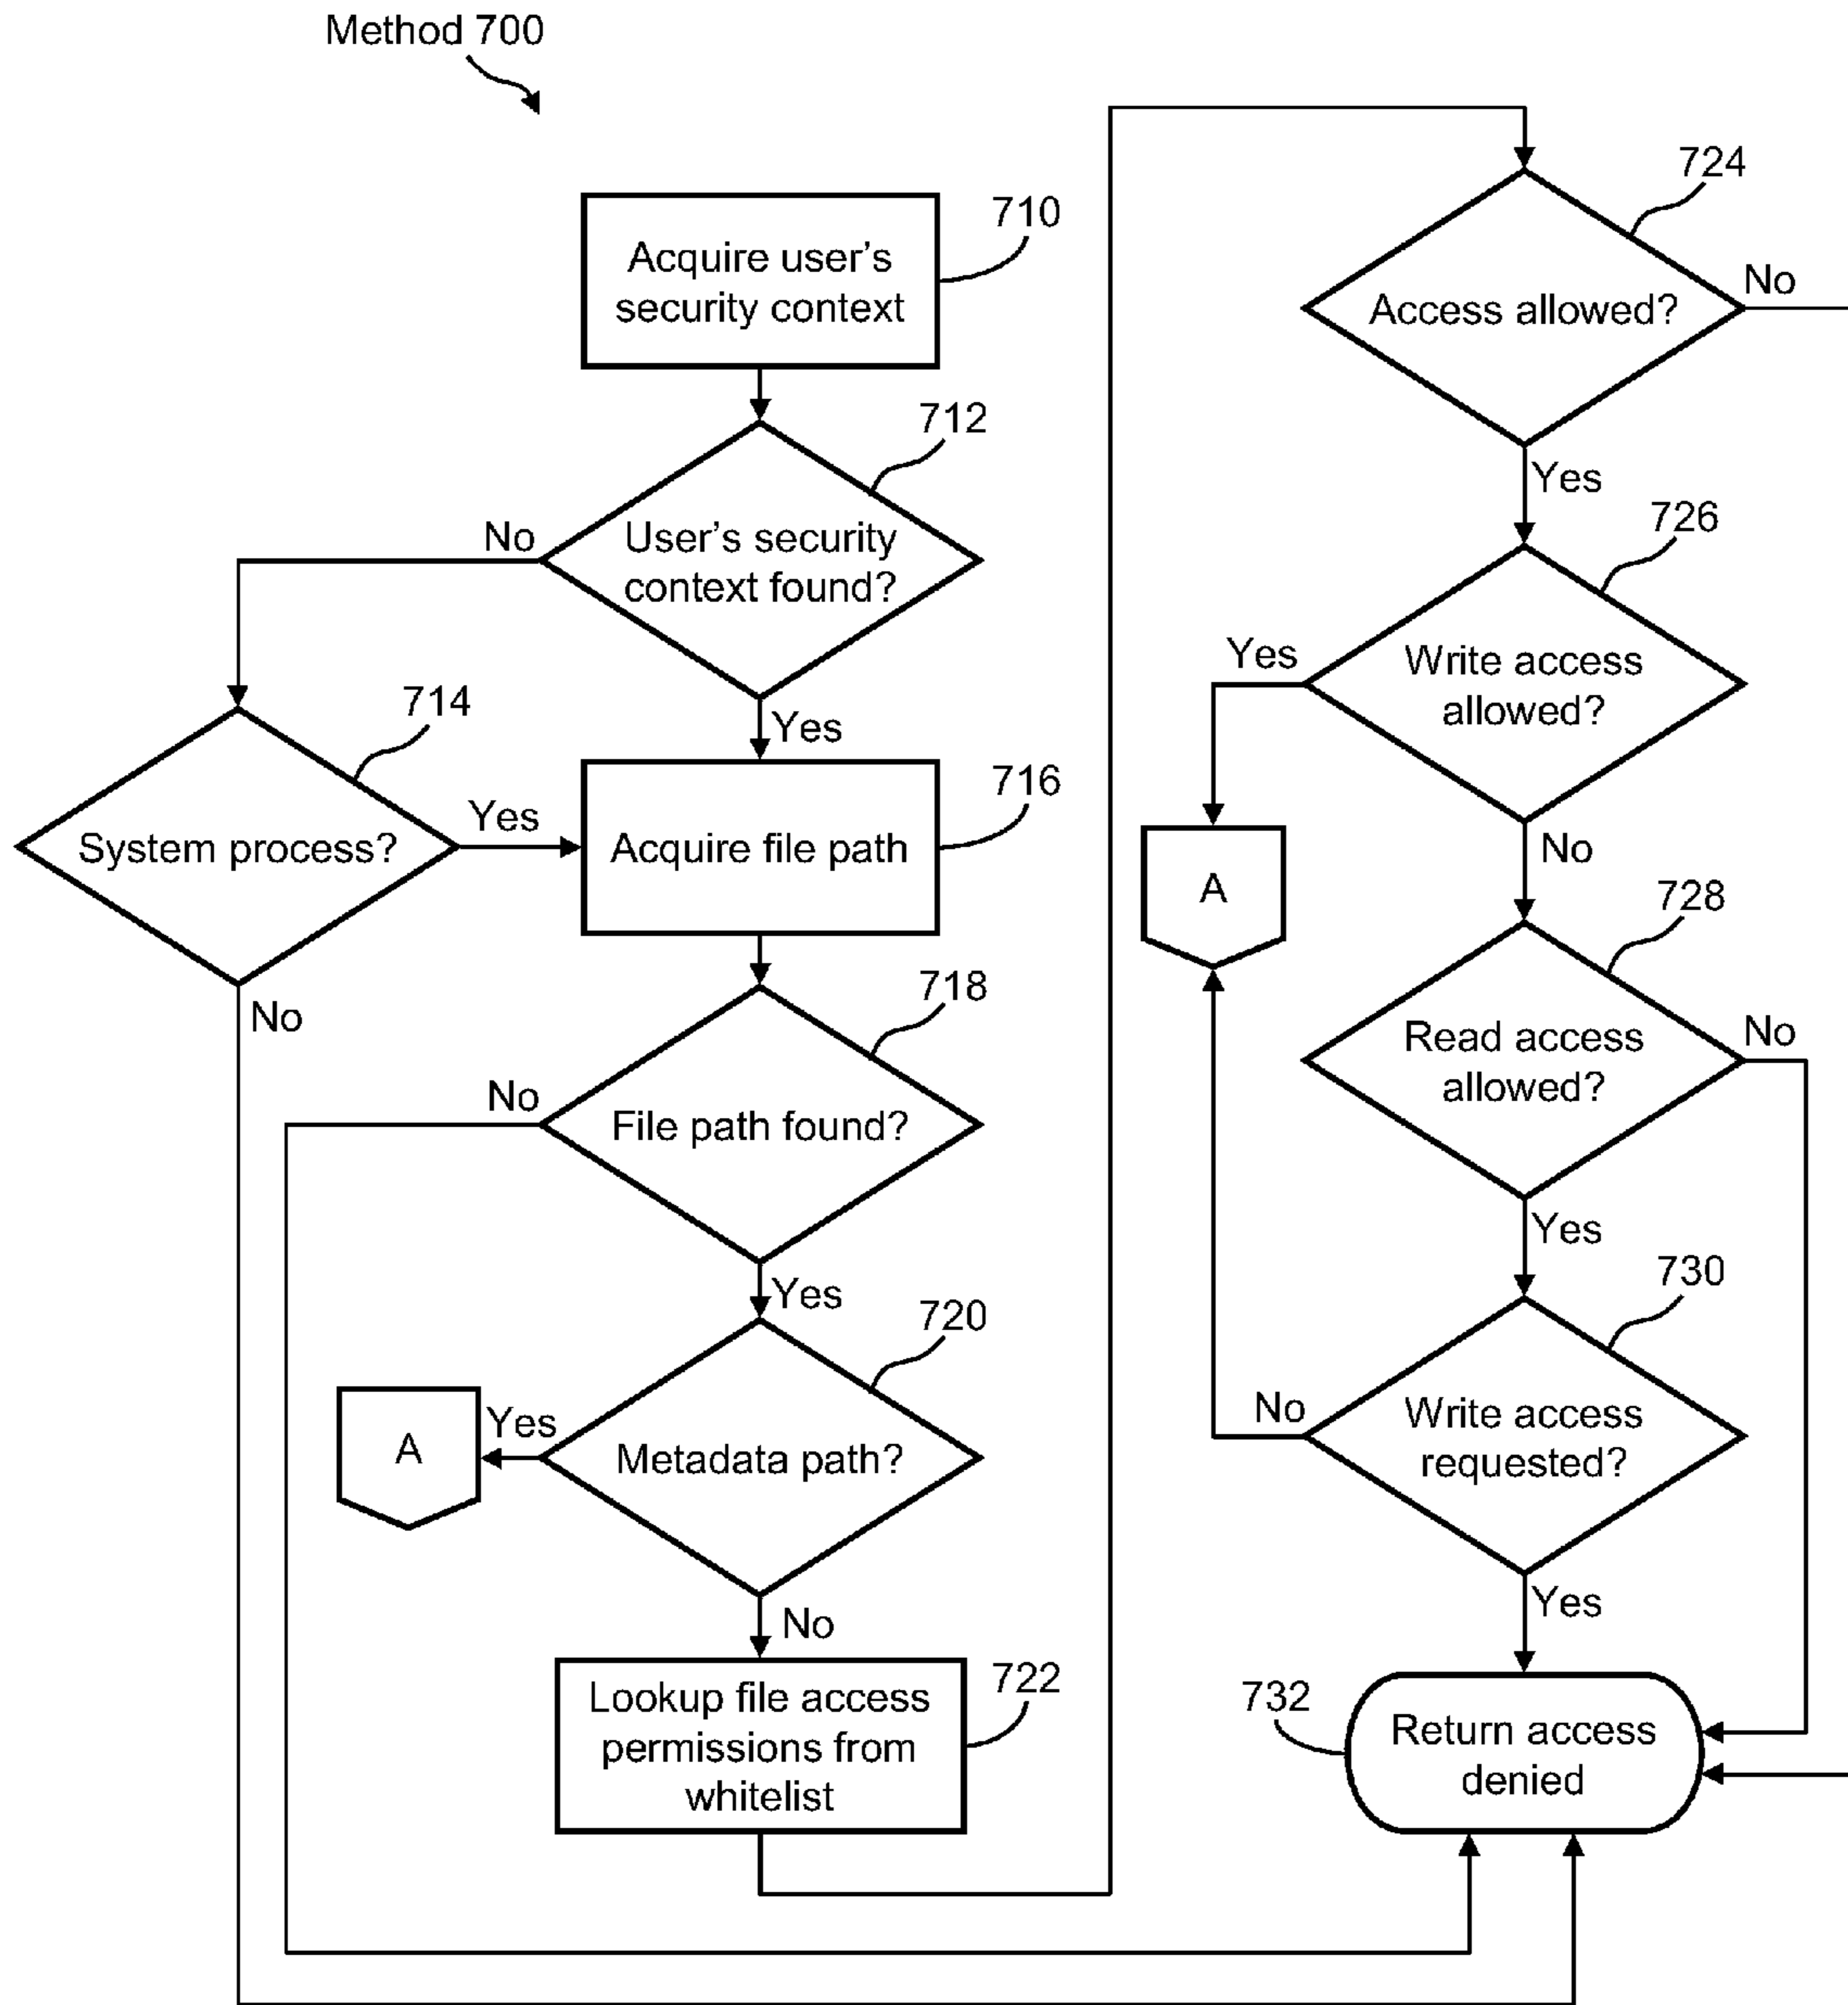 Method 700
710
Acquire user's
security context
712
No
User's security
context found?
Yes
714
System process?
Yes
No
716
Acquire file path
718
No
File path found?
Yes
720
Yes
A
Metadata path?
No
722
Lookup file access
permissions from
whitelist
724
Access allowed?
No
Yes
726
Yes
Write access
allowed?
No
A
728
Read access
allowed?
No
Yes
730
No
Write access
requested?
Yes
732
Return access
denied